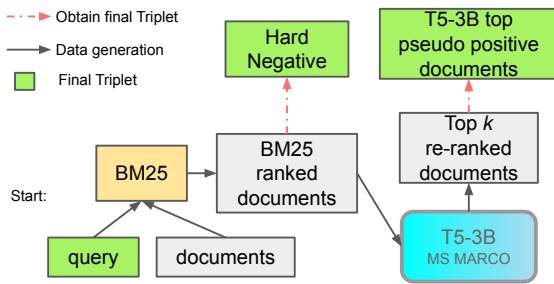 Obtain final Triplet
Data generation
Final Triplet
Hard
Negative
T5-3B top
pseudo positive
documents
BM25
BM25
ranked
documents
Top k
re-ranked
documents
Start:
query
documents
T5-3B
MS MARCO